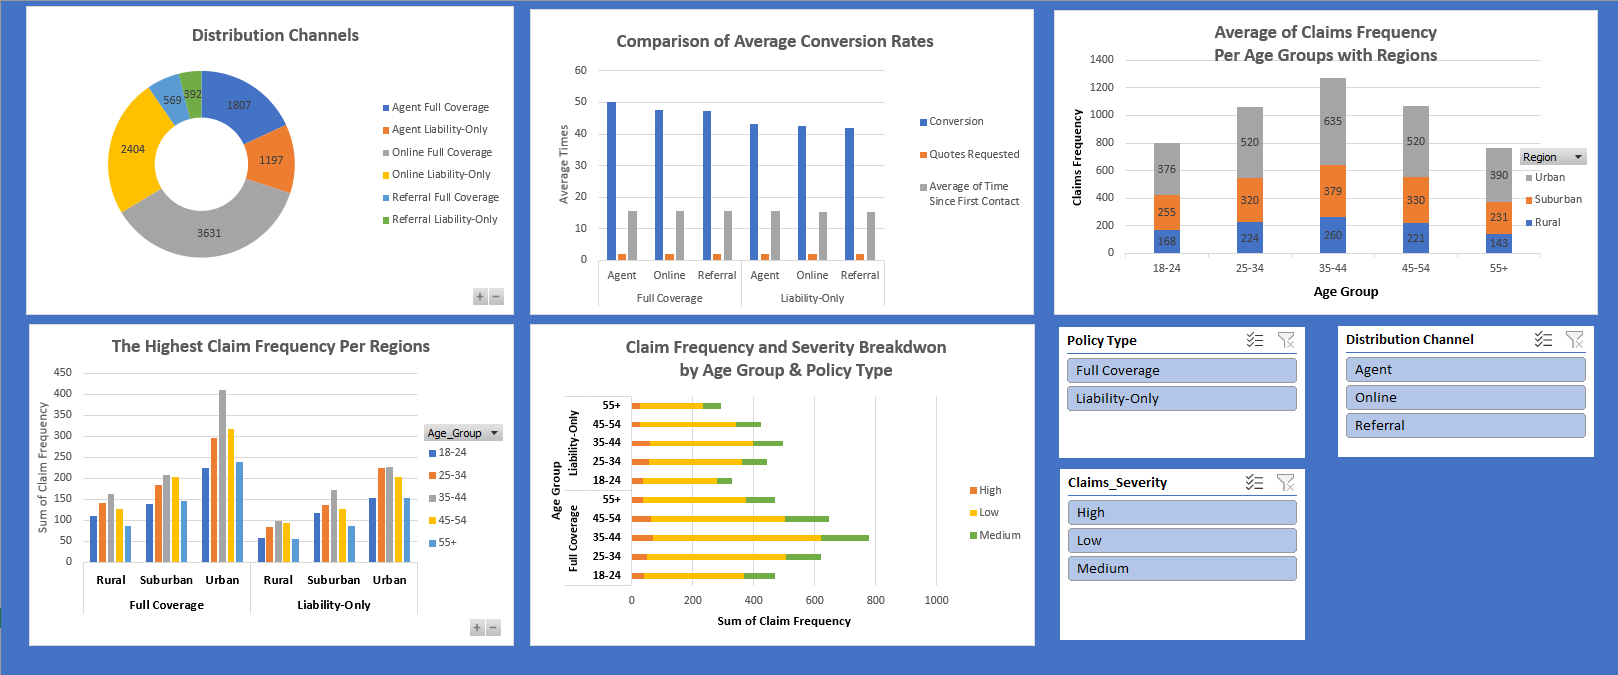 Distribution Channels
392
569
1807
2404
1197
3631
Agent Full Coverage
Agent Liability-Only
Online Full Coverage
Online Liability-Only
Referral Full Coverage
Referral Liability-Only
+ −
Comparison of Average Conversion Rates
60
50
40
30
20
10
0
Average Times
Agent Online Referral Agent Online Referral
Full Coverage Liability-Only
Conversion
Quotes Requested
Average of Time
Since First Contact
Average of Claims Frequency
Per Age Groups with Regions
1400
1200
1000
800
600
400
200
0
Claims Frequency
376 520 635 520 390
255 320 379 330 231
168 224 260 221 143
18-24 25-34 35-44 45-54 55+
Age Group
Region
Urban
Suburban
Rural
The Highest Claim Frequency Per Regions
450
400
350
300
250
200
150
100
50
0
Sum of Claim Frequency
Rural Suburban Urban Rural Suburban Urban
Full Coverage Liability-Only
Age_Group
18-24
25-34
35-44
45-54
55+
+ −
Claim Frequency and Severity Breakdwon
by Age Group & Policy Type
Age Group
Liability-Only
55+
45-54
35-44
25-34
18-24
Full Coverage
55+
45-54
35-44
25-34
18-24
0 200 400 600 800 1000
Sum of Claim Frequency
High
Low
Medium
Policy Type
Full Coverage
Liability-Only
Distribution Channel
Agent
Online
Referral
Claims_Severity
High
Low
Medium